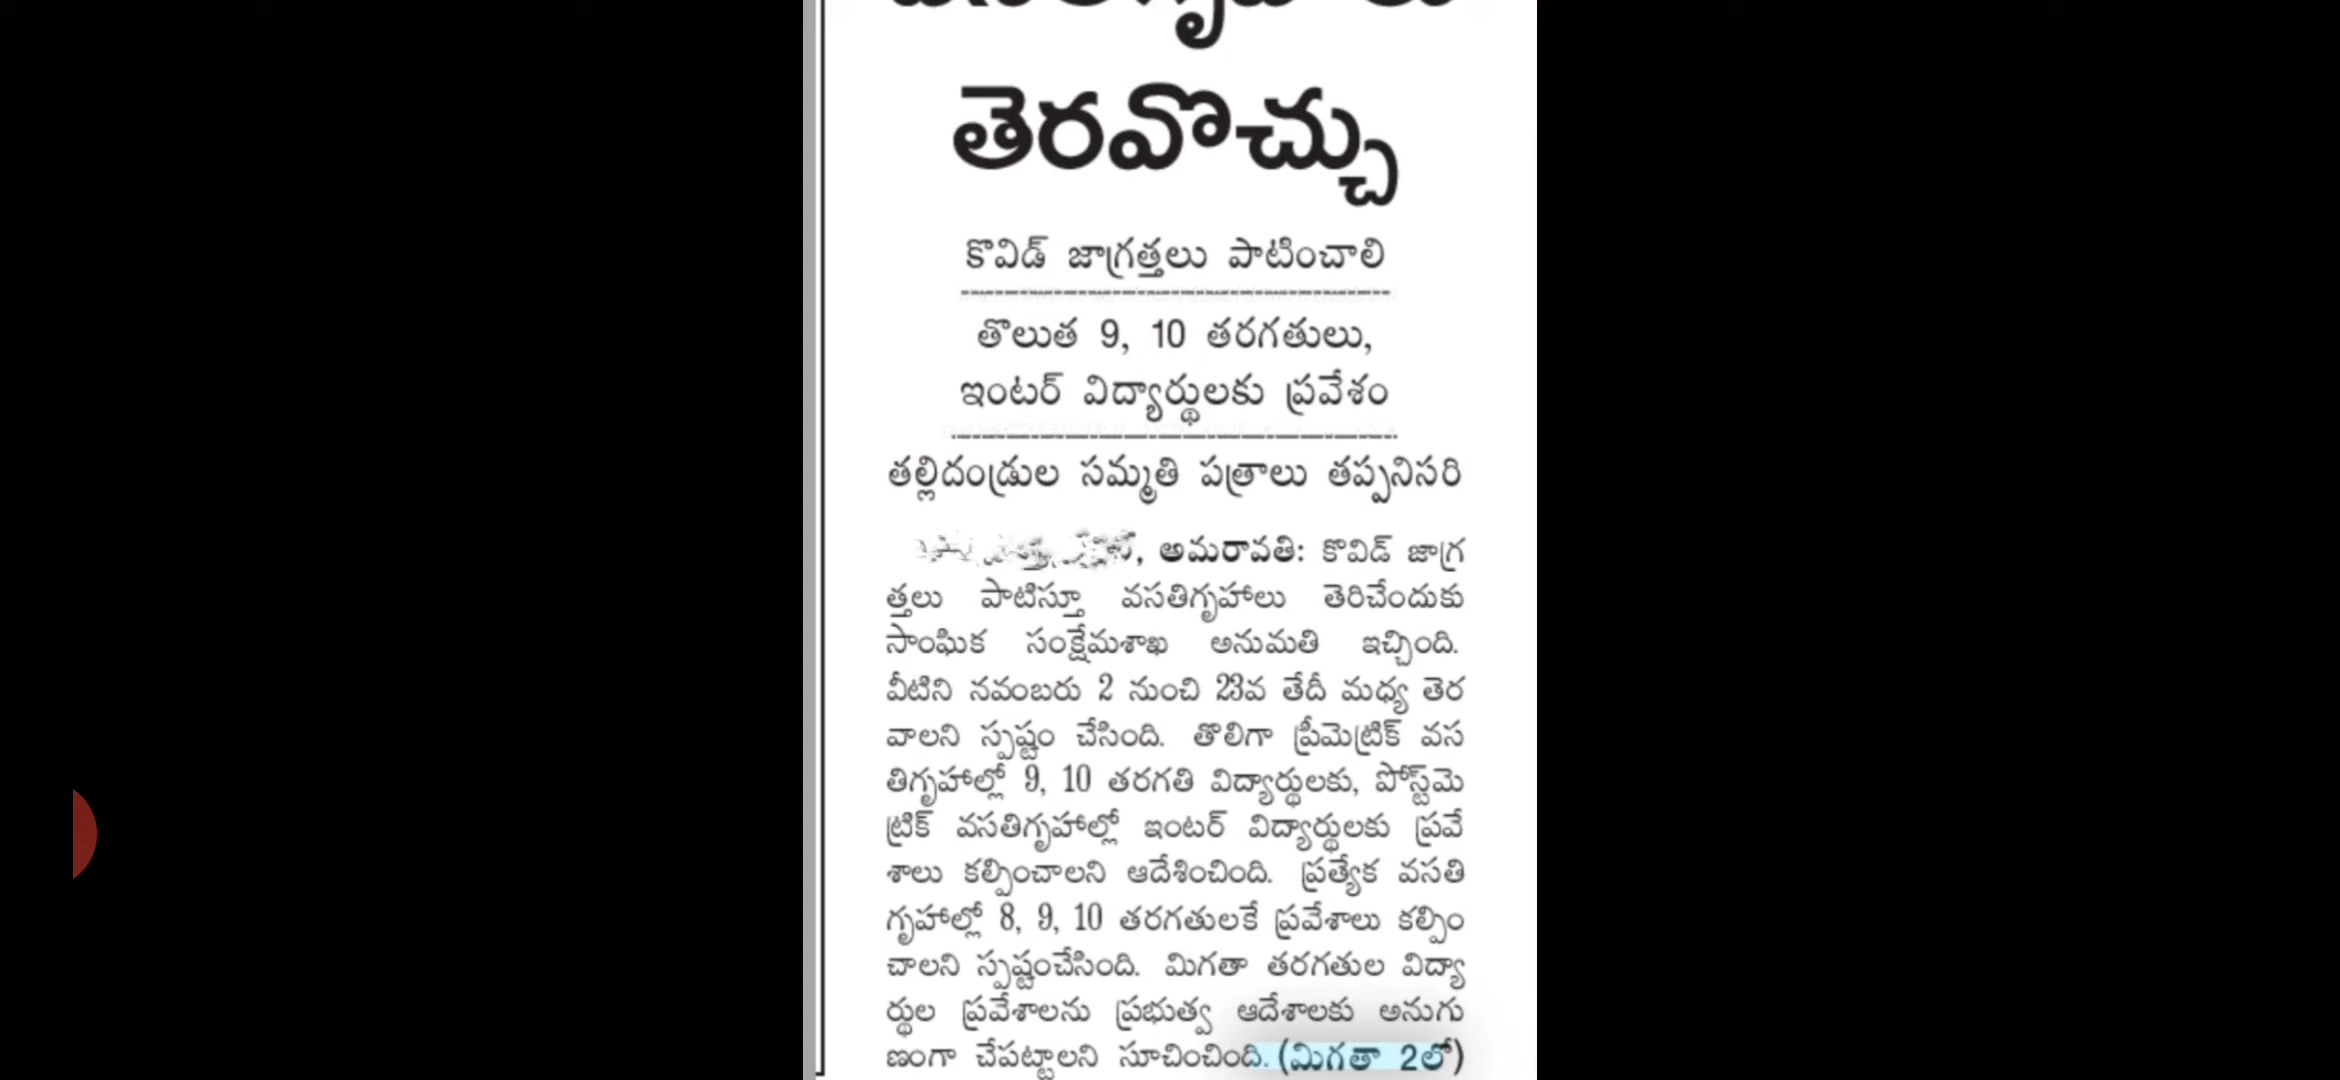 తెరవొచ్చు
కొవిడ్ జాగ్రత్తలు పాటించాలి
తొలుత 9, 10 తరగతులు,
ఇంటర్ విద్యార్థులకు ప్రవేశం
తల్లిదండ్రుల సమ్మతి పత్రాలు తప్పనిసరి
అమరావతి: కొవిడ్ జాగ్ర
త్తలు పాటిస్తూ వసతిగృహాలు తెరిచేందుకు
సాంఘిక సంక్షేమశాఖ అనుమతి ఇచ్చింది.
వీటిని నవంబరు 2 నుంచి 23వ తేదీ మధ్య తెర
వాలని స్పష్టం చేసింది. తొలిగా ప్రీమెట్రిక్ వస
తిగృహాల్లో 9, 10 తరగతి విద్యార్థులకు, పోస్ట్‌మె
ట్రిక్ వసతిగృహాల్లో ఇంటర్ విద్యార్థులకు ప్రవే
శాలు కల్పించాలని ఆదేశించింది. ప్రత్యేక వసతి
గృహాల్లో 8, 9, 10 తరగతులకే ప్రవేశాలు కల్పిం
చాలని స్పష్టంచేసింది. మిగతా తరగతుల విద్యా
ర్థుల ప్రవేశాలను ప్రభుత్వ ఆదేశాలకు అనుగు
ణంగా చేపట్టాలని సూచించింది. (మిగతా 2లో)